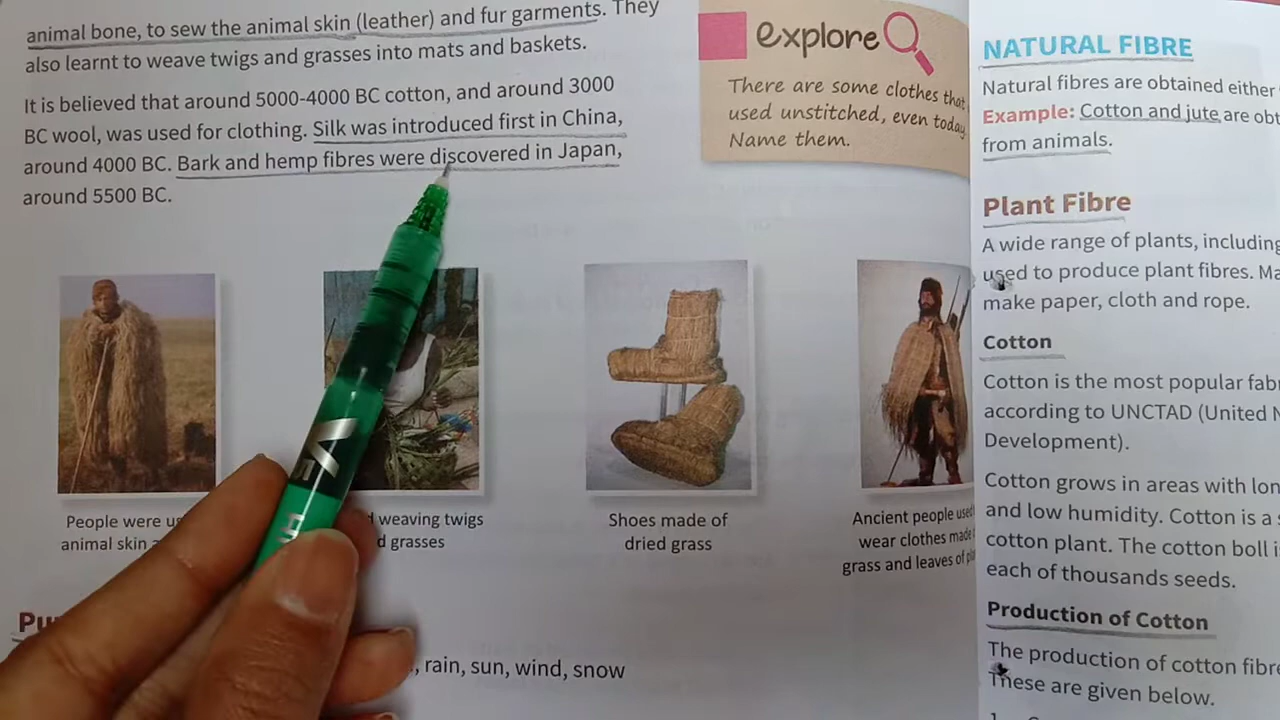 animal bone, to sew the animal skin (leather) and fur garments. They
also learnt to weave twigs and grasses into mats and baskets.
It is believed that around 5000-4000 BC cotton, and around 3000
BC wool, was used for clothing. Silk was introduced first in China,
around 4000 BC. Bark and hemp fibres were discovered in Japan,
around 5500 BC.
explore
There are some clothes that
used unstitched, even today
Name them.
People were
animal skin
weaving twigs
grasses
Shoes made of
dried grass
Ancient people used
wear clothes made
grass and leaves of
, rain, sun, wind, snow
NATURAL FIBRE
Natural fibres are obtained either
Example: Cotton and jute are
from animals.
Plant Fibre
A wide range of plants, including
used to produce plant fibres.
make paper, cloth and rope.
Cotton
Cotton is the most popular
according to UNCTAD (United
Development).
Cotton grows in areas with
and low humidity. Cotton is a
cotton plant. The cotton boll
each of thousands seeds.
Production of Cotton
The production of cotton
These are given below.